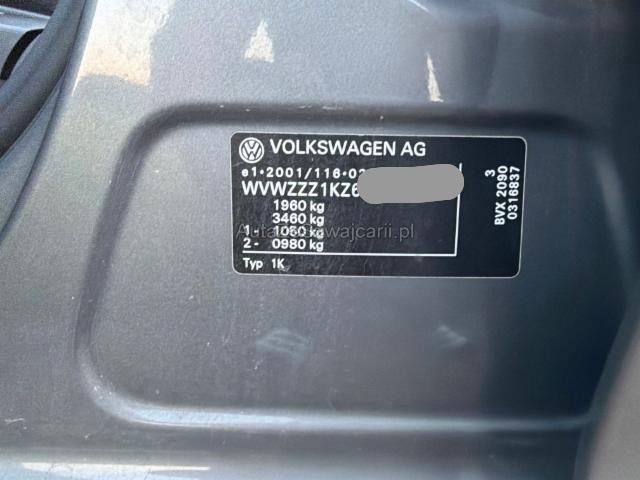 VOLKSWAGEN AG
e1*2001/116*02
WVWZZZ1KZ6
1960 kg
3460 kg
1- 1060 kg
2- 0980 kg
Typ 1K
3
BVX 2090
0316837